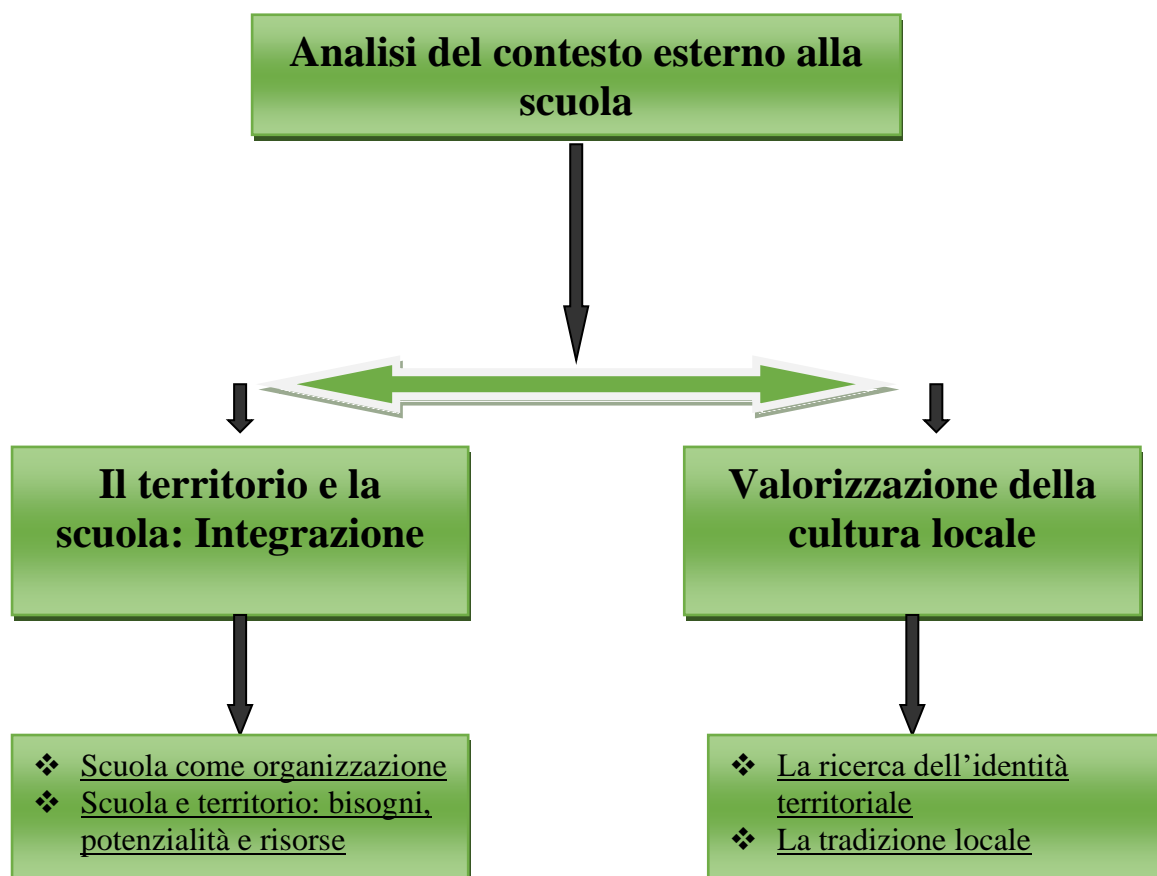 Analisi del contesto esterno alla
scuola
Il territorio e la
scuola: Integrazione
Valorizzazione della
cultura locale
❖ Scuola come organizzazione
❖ Scuola e territorio: bisogni,
potenzialità e risorse
❖ La ricerca dell’identità
territoriale
❖ La tradizione locale